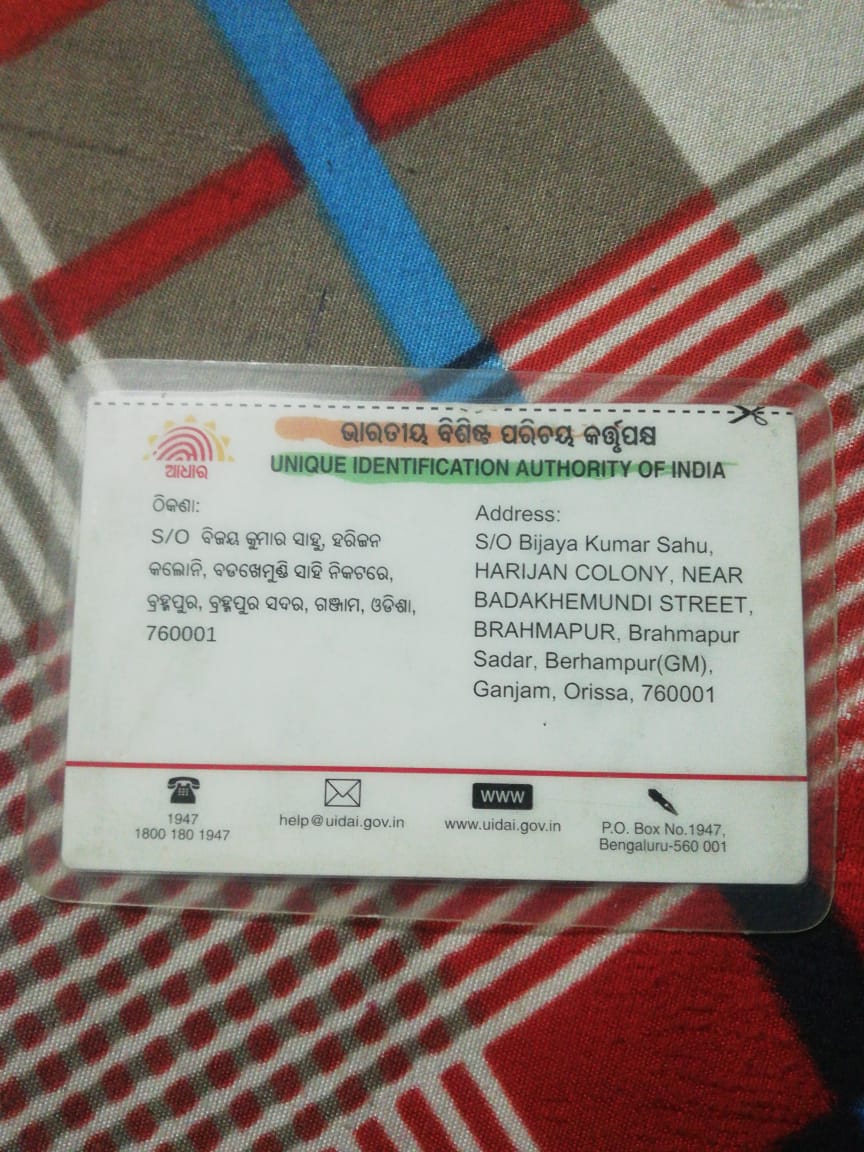 ଭାରତୀୟ ବିଶିଷ୍ଟ ପରିଚୟ କର୍ତ୍ତୃପକ୍ଷ
UNIQUE IDENTIFICATION AUTHORITY OF INDIA
ଆଧାର
ଠିକଣା:
S/O ବିଜୟ କୁମାର ସାହୁ, ହରିଜନ
କଲୋନି, ବଡଖେମୁଣ୍ଡି ସାହି ନିକଟରେ,
ବ୍ରହ୍ମପୁର, ବ୍ରହ୍ମପୁର ସଦର, ଗଞ୍ଜାମ, ଓଡିଶା,
760001
Address:
S/O Bijaya Kumar Sahu,
HARIJAN COLONY, NEAR
BADAKHEMUNDI STREET,
BRAHMAPUR, Brahmapur
Sadar, Berhampur(GM),
Ganjam, Orissa, 760001
1947
1800 180 1947
help@uidai.gov.in
WWW
www.uidai.gov.in
P.O. Box No.1947,
Bengaluru-560 001